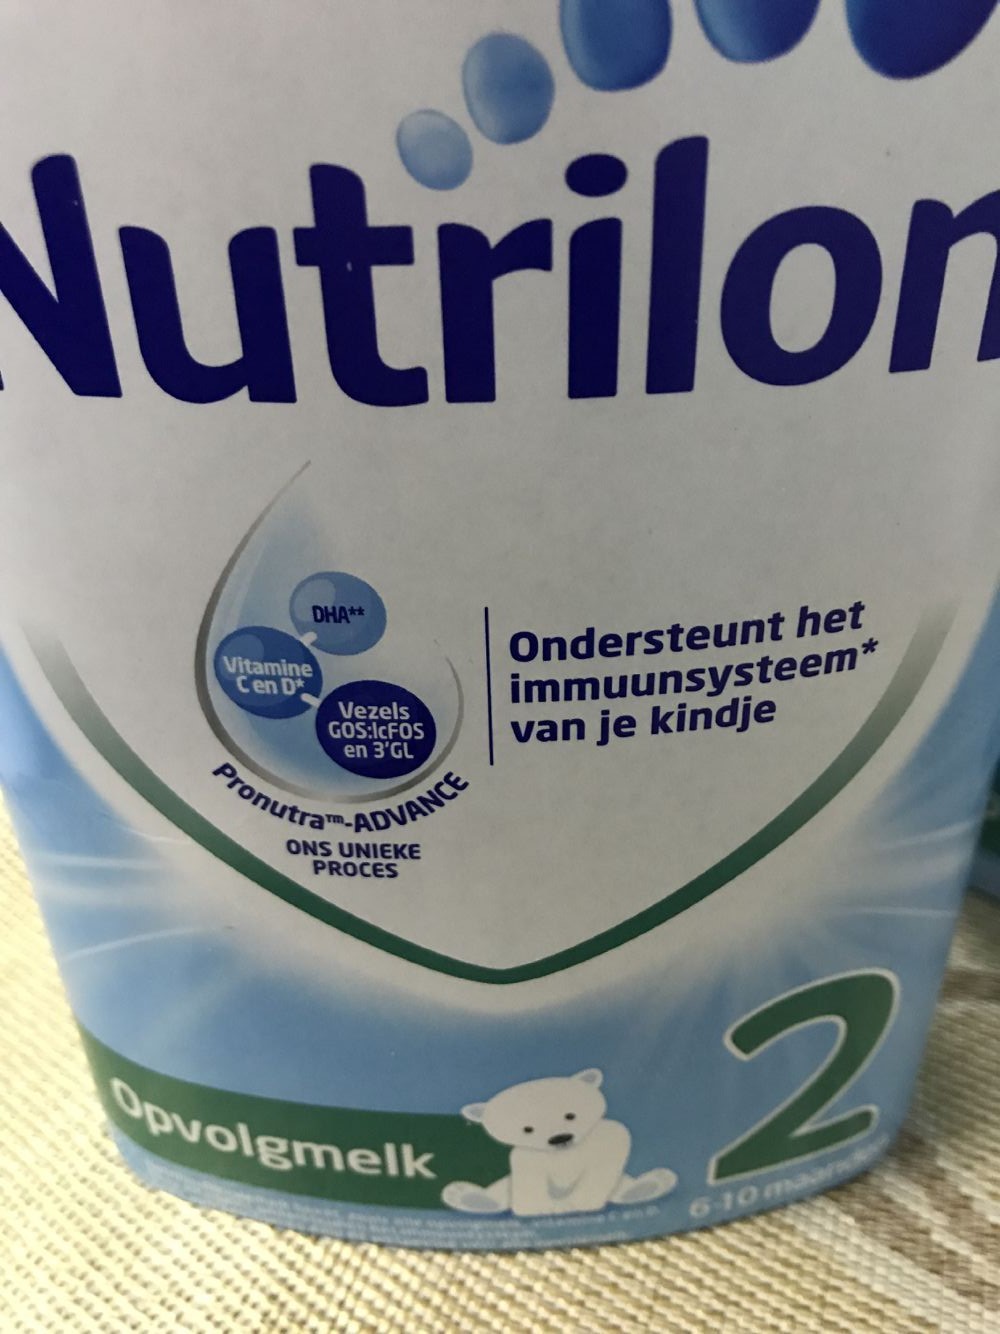 Nutrilon
DHA**
Vitamine
C en D*
Vezels
GOS:lcFOS
en 3'GL
Pronutra™-ADVANCE
ONS UNIEKE
PROCES
Ondersteunt het
immuunsysteem*
van je kindje
2
Opvolgmelk
6-10 maanden